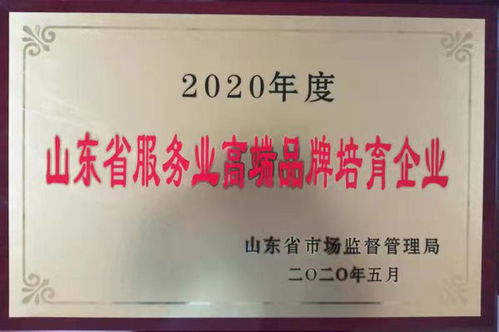 2020年度
山东省服务业高端品牌培育企业
山东省市场监督管理局
二〇二〇年五月